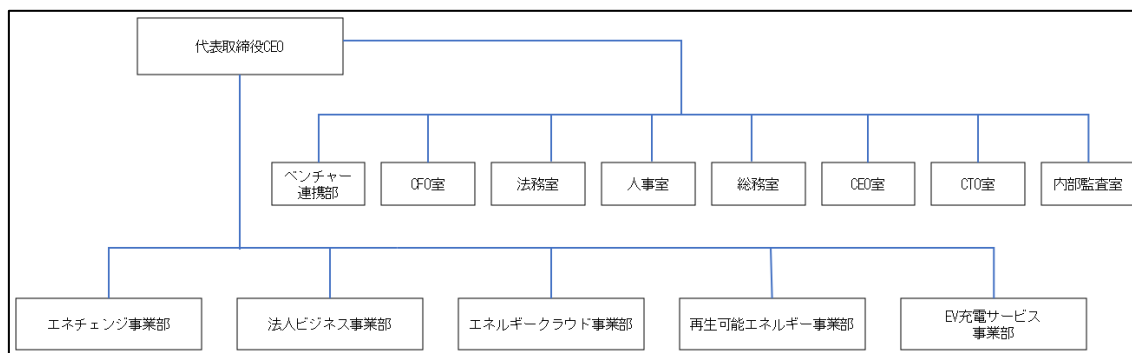 代表取締役CEO
ベンチャー
連携部
CFO室
法務室
人事室
総務室
CEO室
CTO室
内部監査室
エネチェンジ事業部
法人ビジネス事業部
エネルギークラウド事業部
再生可能エネルギー事業部
EV充電サービス
事業部